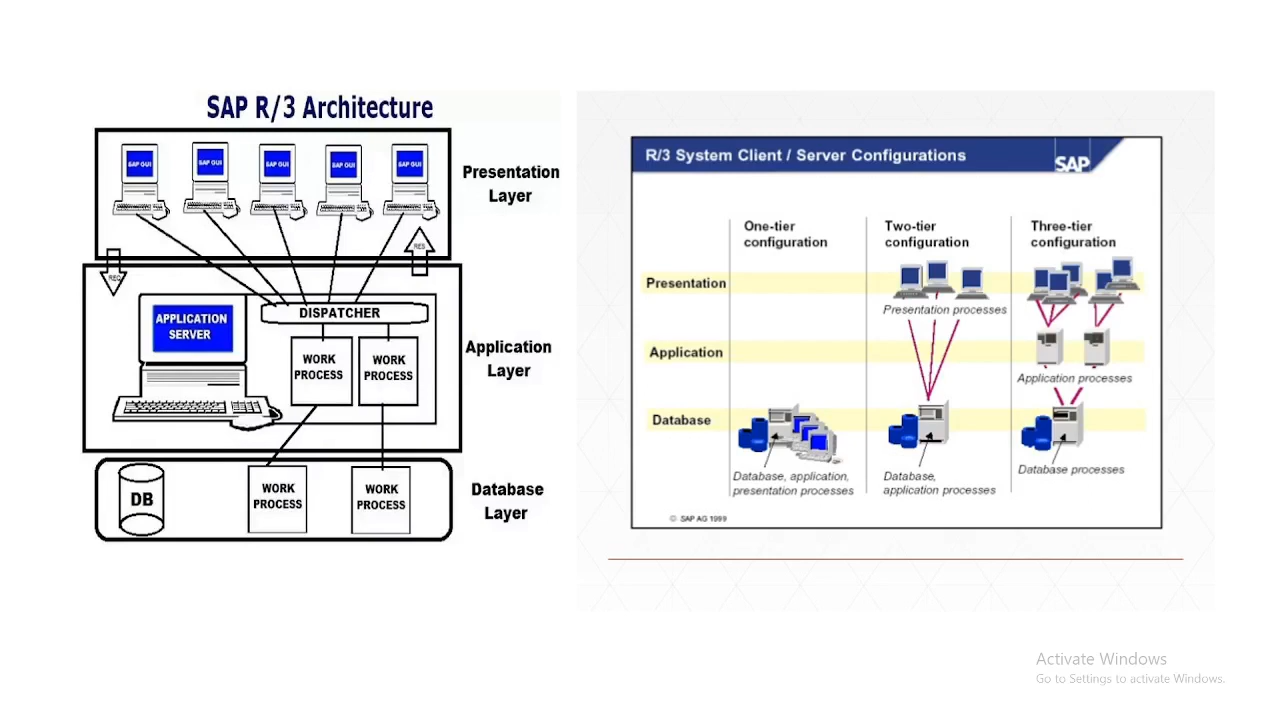 SAP R/3 Architecture
SAP GUI
SAP GUI
SAP GUI
SAP GUI
SAP GUI
Presentation
Layer
REQ
RES
APPLICATION
SERVER
DISPATCHER
WORK
PROCESS
WORK
PROCESS
Application
Layer
DB
WORK
PROCESS
WORK
PROCESS
Database
Layer
R/3 System Client / Server Configurations
SAP
One-tier
configuration
Two-tier
configuration
Three-tier
configuration
Presentation
Presentation processes
Application
Application processes
Database
Database, application,
presentation processes
Database,
application processes
Database processes
© SAP AG 1999
Activate Windows
Go to Settings to activate Windows.